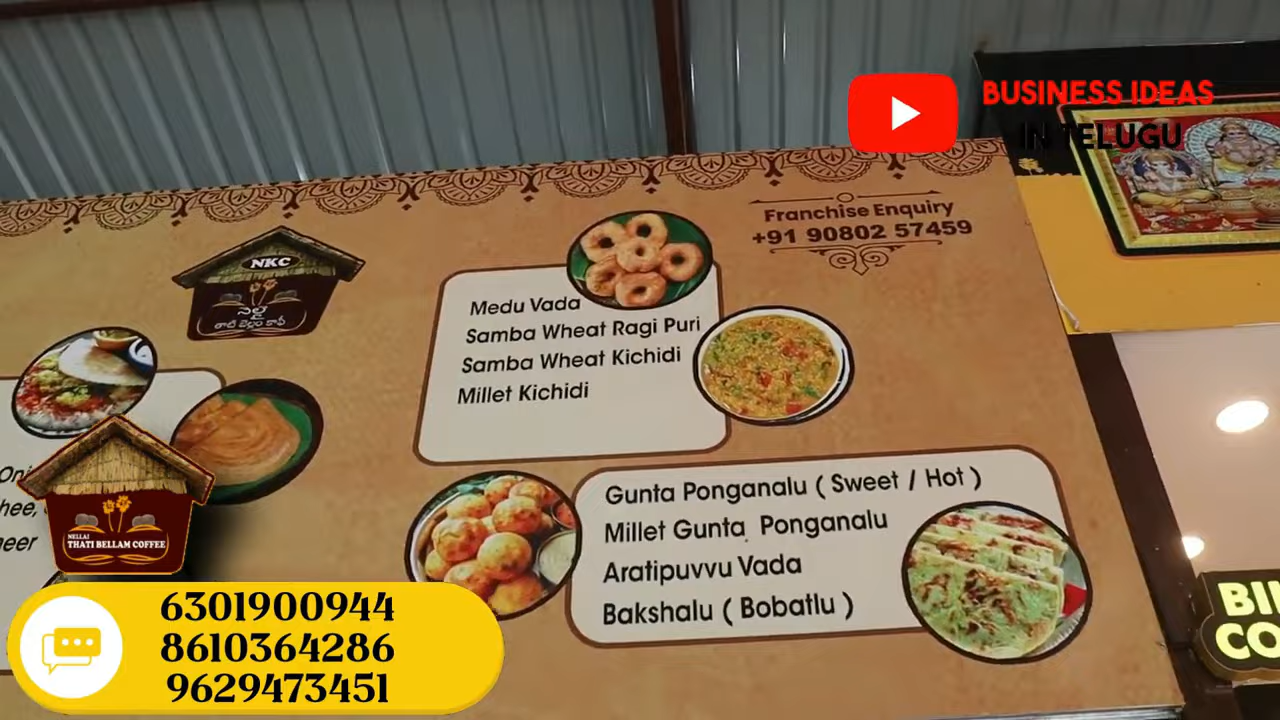 BUSINESS IDEAS
IN TELUGU
Franchise Enquiry
+91 90802 57459
NKC
నెల్లై
తాటి బెల్లం కాఫీ
Medu Vada
Samba Wheat Ragi Puri
Samba Wheat Kichidi
Millet Kichidi
Gunta Ponganalu ( Sweet / Hot )
Millet Gunta Ponganalu
Aratipuvvu Vada
Bakshalu ( Bobatlu )
NELLAI
THATI BELLAM COFFEE
6301900944
8610364286
9629473451